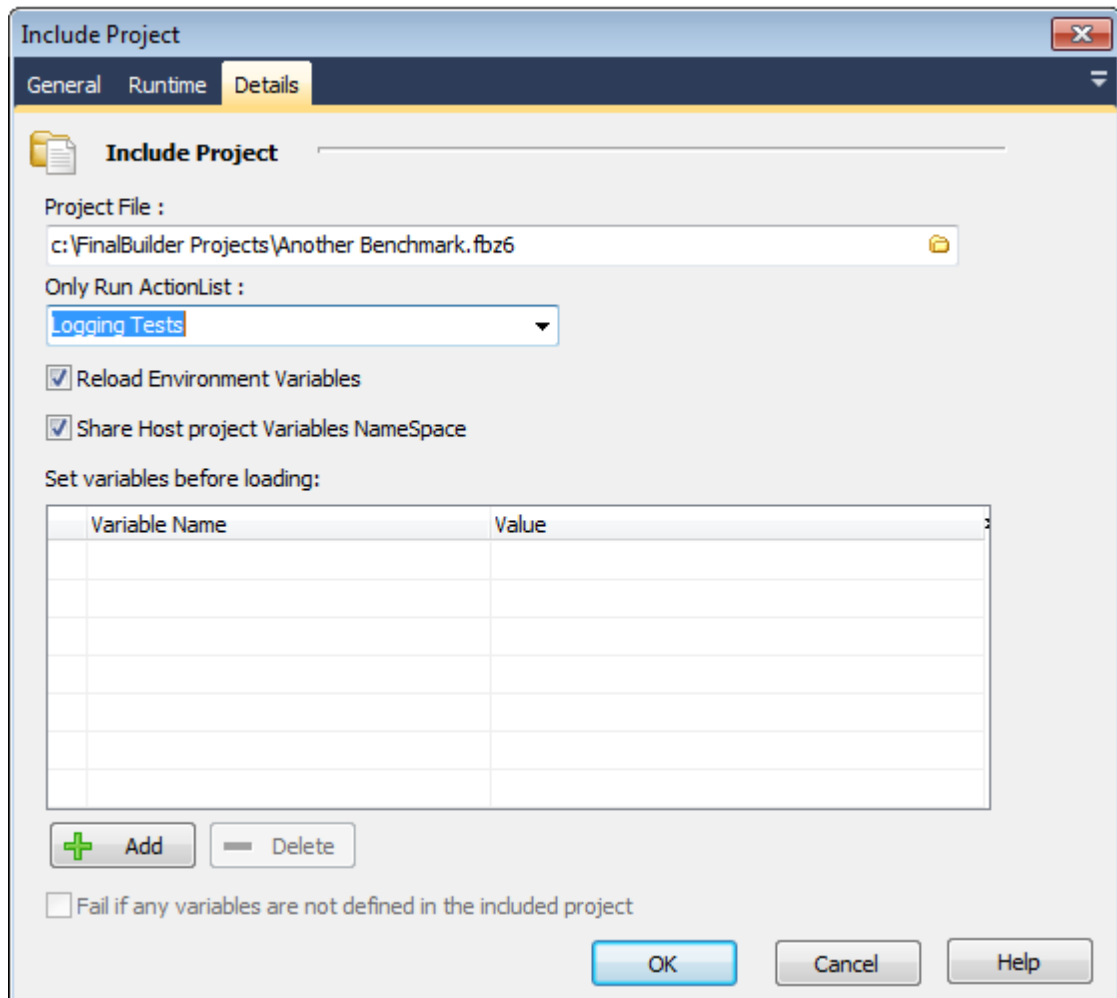 Include Project
General Runtime Details
Include Project
Project File :
c:\FinalBuilder Projects\Another Benchmark.fbz6
Only Run ActionList :
Logging Tests
Reload Environment Variables
Share Host project Variables NameSpace
Set variables before loading:
Variable Name Value
Add Delete
Fail if any variables are not defined in the included project
OK Cancel Help